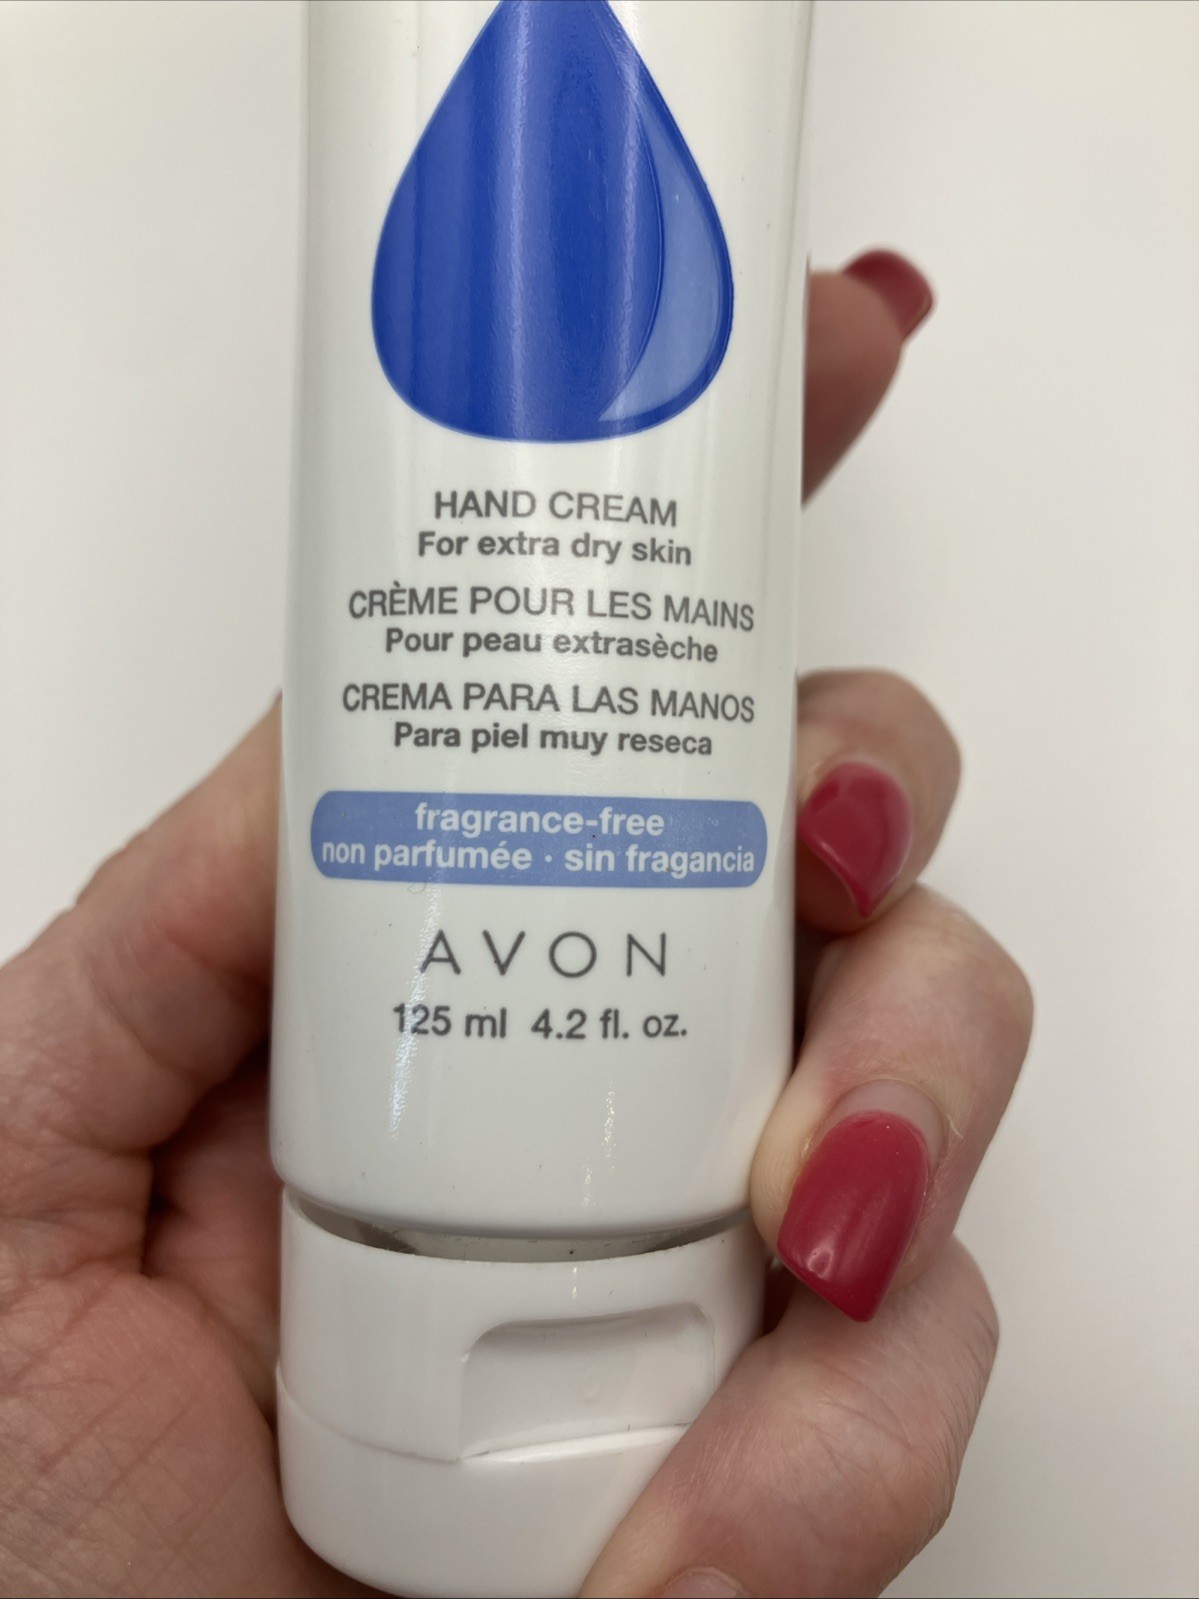 HAND CREAM
For extra dry skin
CRÈME POUR LES MAINS
Pour peau extrasèche
CREMA PARA LAS MANOS
Para piel muy reseca
fragrance-free
non parfumée · sin fragancia
AVON
125 ml 4.2 fl. oz.